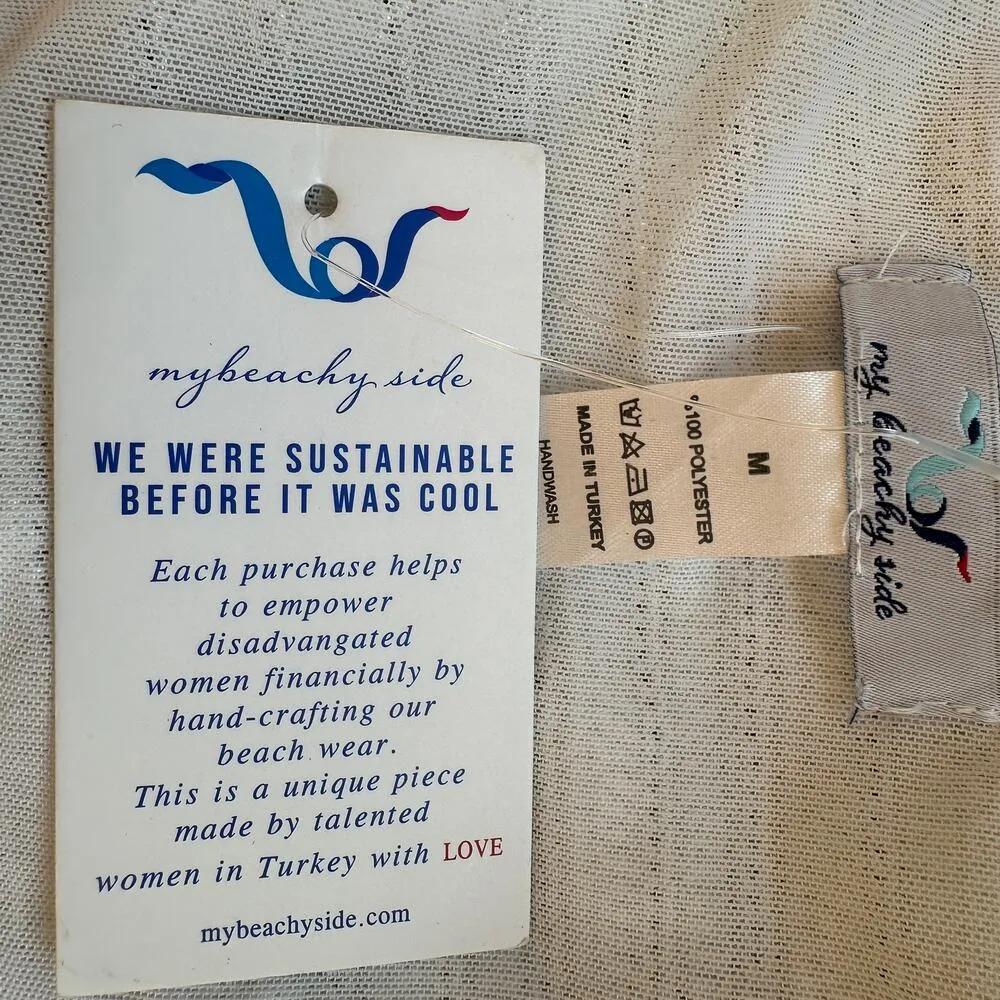 mybeachy side
WE WERE SUSTAINABLE
BEFORE IT WAS COOL
Each purchase helps
to empower
disadvangated
women financially by
hand-crafting our
beach wear.
This is a unique piece
made by talented
women in Turkey with LOVE
mybeachyside.com
M
%100 POLYESTER
P
MADE IN TURKEY
HANDWASH
my beachy side